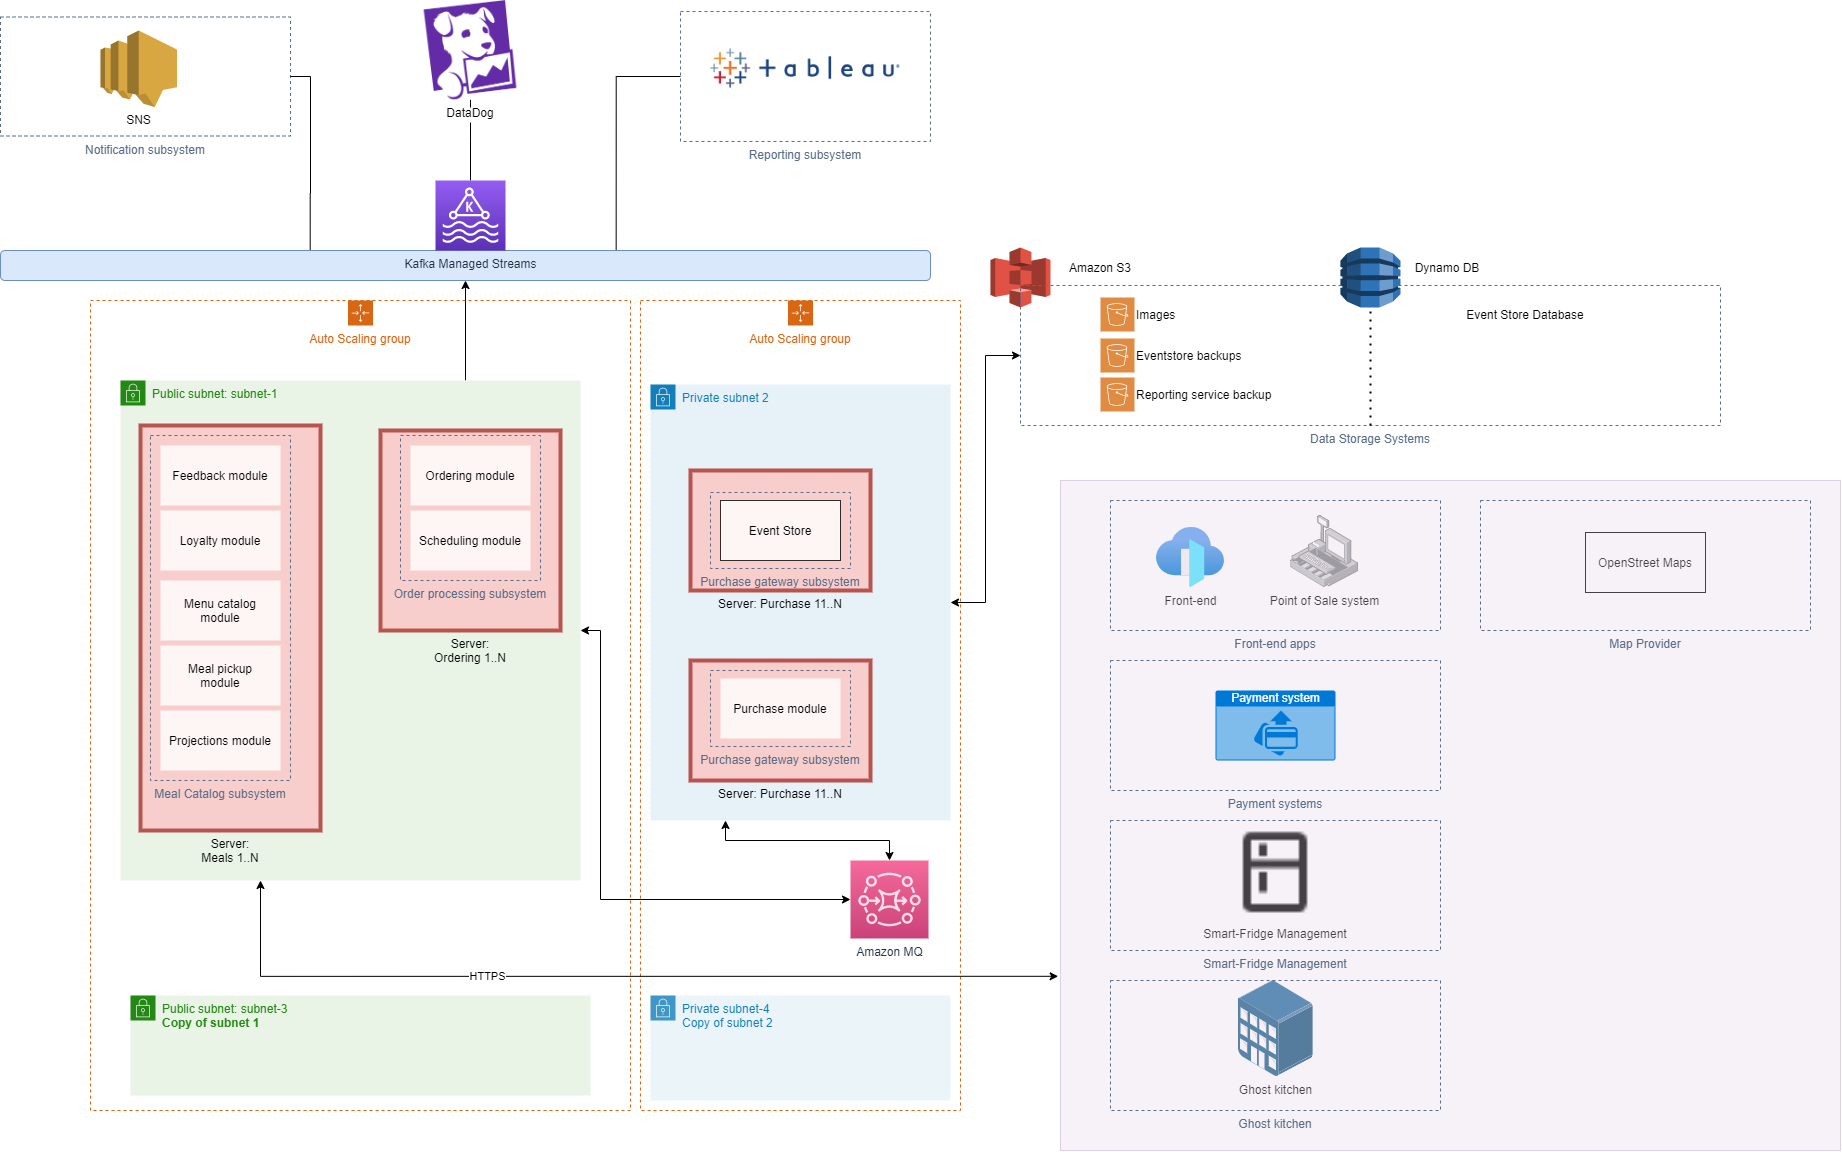 SNS
Notification subsystem
DataDog
+ableau
Reporting subsystem
K
Kafka Managed Streams
Auto Scaling group
Auto Scaling group
Public subnet: subnet-1
Feedback module
Loyalty module
Menu catalog
module
Meal pickup
module
Projections module
Meal Catalog subsystem
Server:
Meals 1..N
Ordering module
Scheduling module
Order processing subsystem
Server:
Ordering 1..N
Private subnet 2
Event Store
Purchase gateway subsystem
Server: Purchase 11..N
Purchase module
Purchase gateway subsystem
Server: Purchase 11..N
Amazon MQ
HTTPS
Public subnet: subnet-3
Copy of subnet 1
Private subnet-4
Copy of subnet 2
Amazon S3
Images
Eventstore backups
Reporting service backup
Dynamo DB
Event Store Database
Data Storage Systems
Front-end
Point of Sale system
Front-end apps
OpenStreet Maps
Map Provider
Payment system
Payment systems
Smart-Fridge Management
Smart-Fridge Management
Ghost kitchen
Ghost kitchen